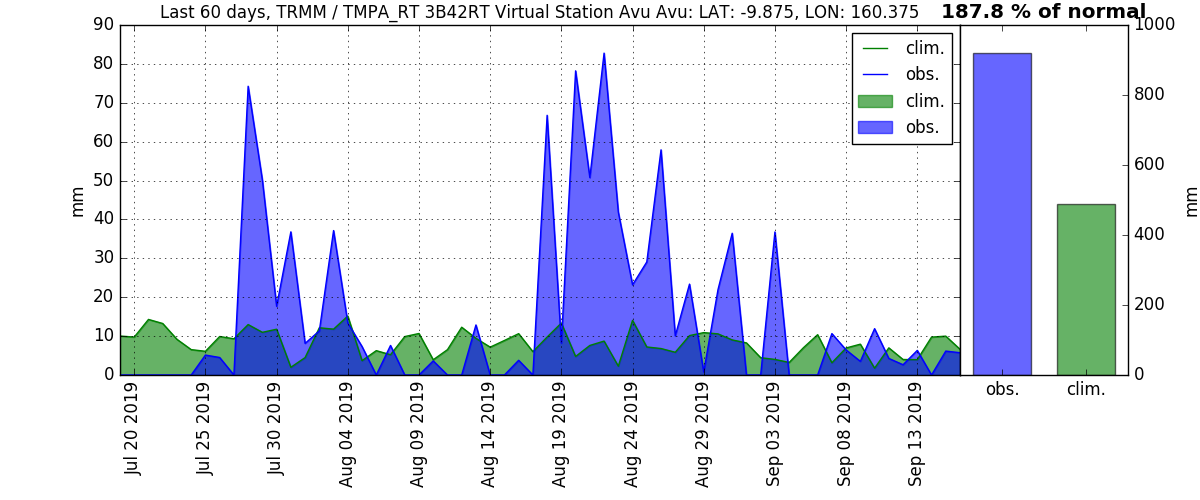 Last 60 days, TRMM / TMPA_RT 3B42RT Virtual Station Avu Avu: LAT: -9.875, LON: 160.375
187.8 % of normal
90
80
70
60
50
40
30
20
10
0
mm
clim.
obs.
clim.
obs.
1000
800
600
400
200
0
mm
Jul 20 2019
Jul 25 2019
Jul 30 2019
Aug 04 2019
Aug 09 2019
Aug 14 2019
Aug 19 2019
Aug 24 2019
Aug 29 2019
Sep 03 2019
Sep 08 2019
Sep 13 2019
obs.
clim.